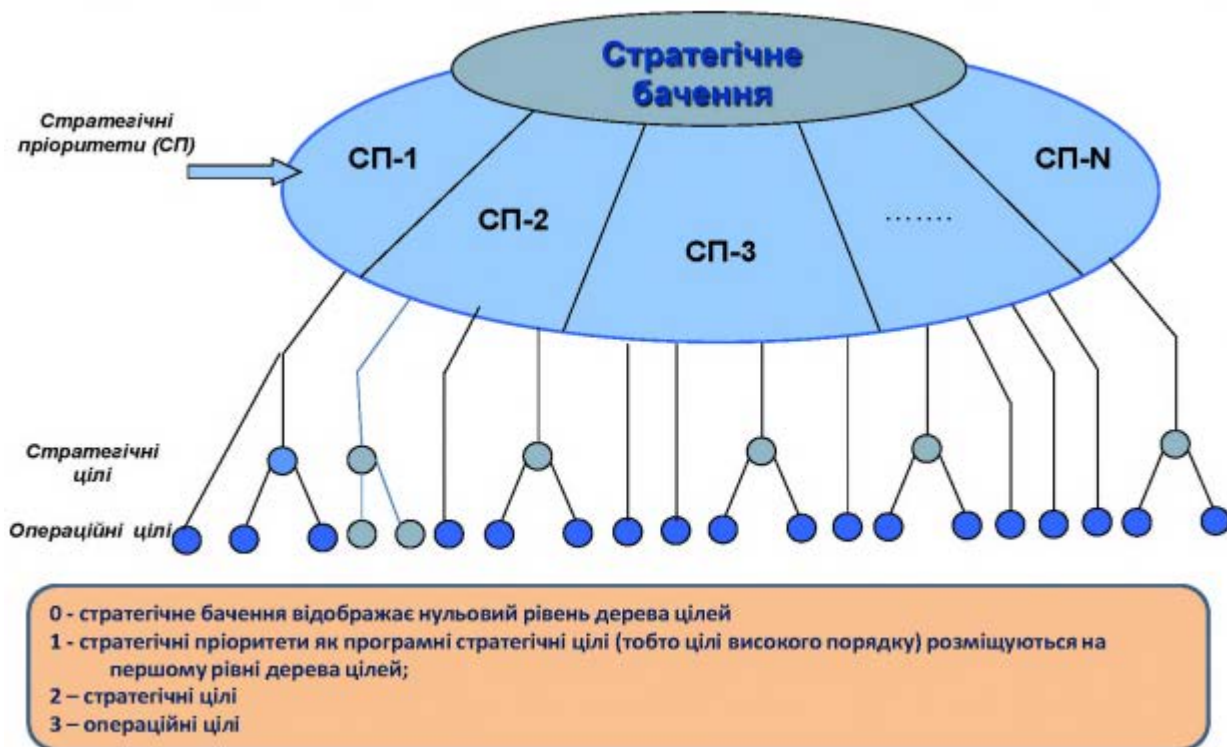 Стратегічне
бачення
Стратегічні
пріоритети (СП)
СП-1
СП-2
СП-3
.......
СП-N
Стратегічні
цілі
Операційні цілі
0 - стратегічне бачення відображає нульовий рівень дерева цілей
1 - стратегічні пріоритети як програмні стратегічні цілі (тобто цілі високого порядку) розміщуються на
першому рівні дерева цілей;
2 – стратегічні цілі
3 – операційні цілі